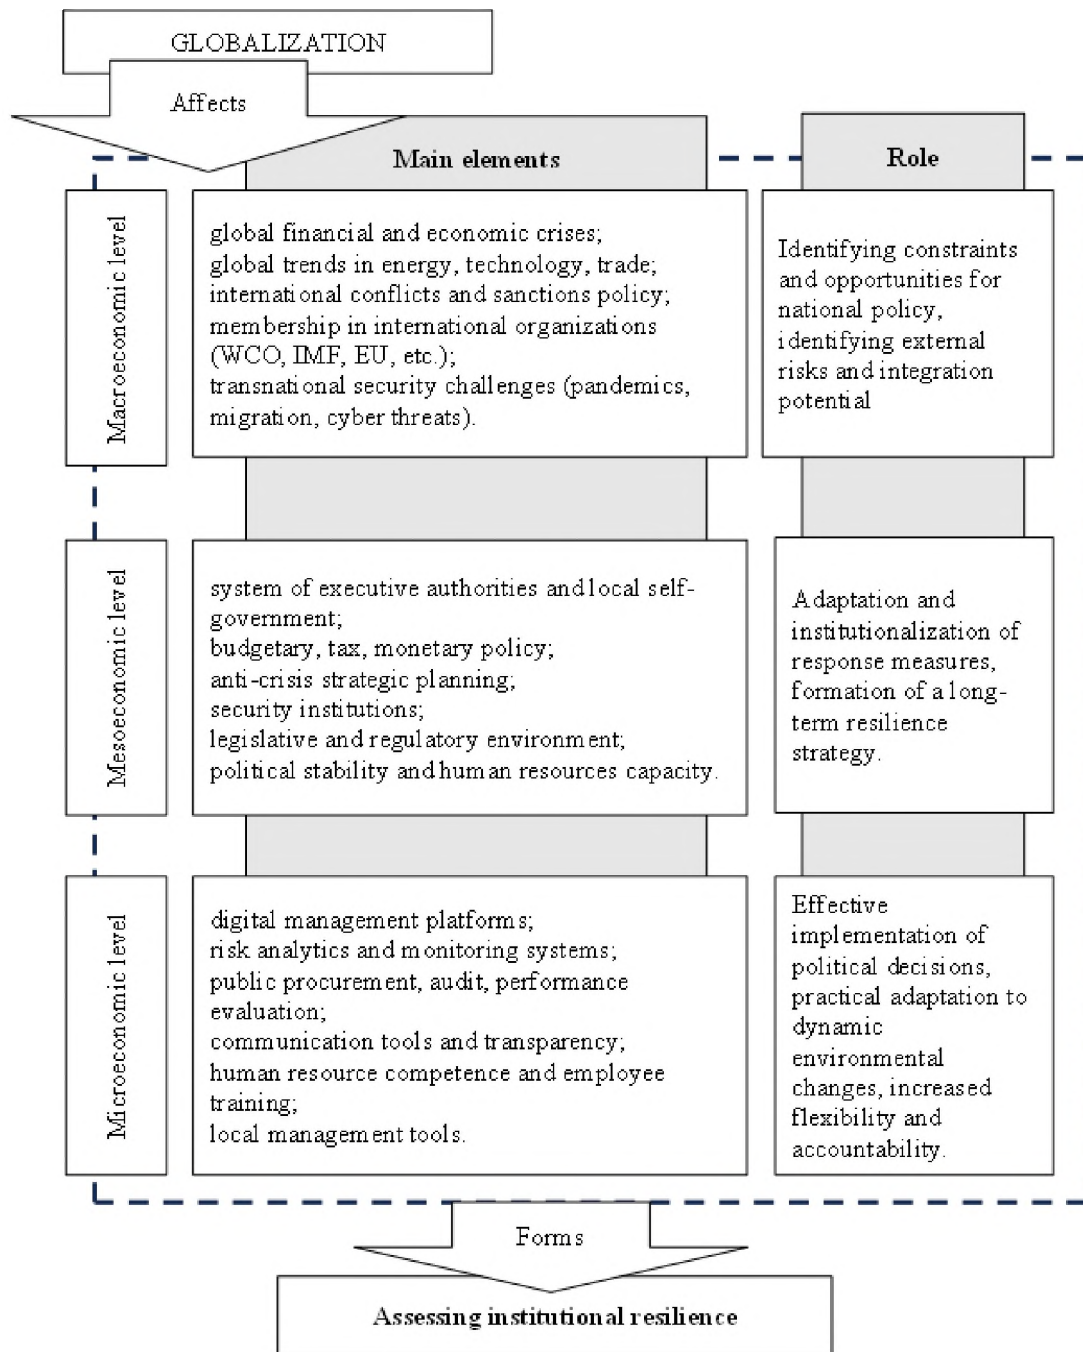 GLOBALIZATION
Affects
Main elements
Role
Macroeconomic level
global financial and economic crises;
global trends in energy, technology, trade;
international conflicts and sanctions policy;
membership in international organizations
(WCO, IMF, EU, etc.);
transnational security challenges (pandemics,
migration, cyber threats).
Identifying constraints
and opportunities for
national policy,
identifying external
risks and integration
potential
Mesoeconomic level
system of executive authorities and local self-
government;
budgetary, tax, monetary policy;
anti-crisis strategic planning;
security institutions;
legislative and regulatory environment;
political stability and human resources capacity.
Adaptation and
institutionalization of
response measures,
formation of a long-
term resilience
strategy.
Microeconomic level
digital management platforms;
risk analytics and monitoring systems;
public procurement, audit, performance
evaluation;
communication tools and transparency;
human resource competence and employee
training;
local management tools.
Effective
implementation of
political decisions,
practical adaptation to
dynamic
environmental
changes, increased
flexibility and
accountability.
Forms
Assessing institutional resilience